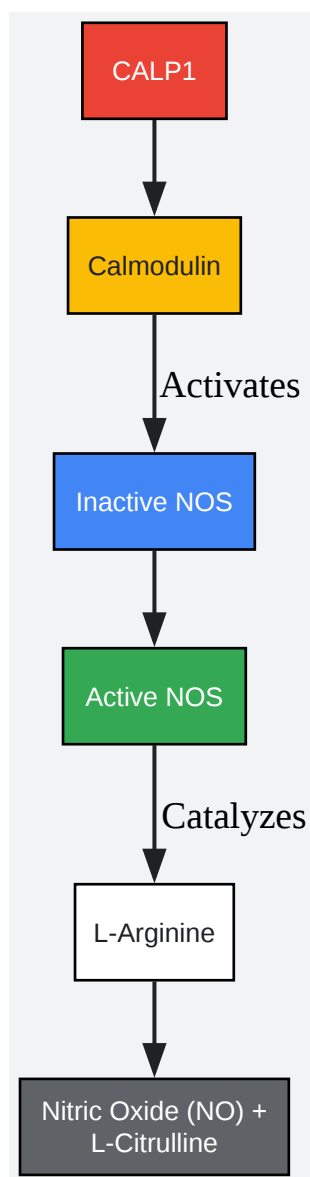 CALP1
Calmodulin
Activates
Inactive NOS
Active NOS
Catalyzes
L-Arginine
Nitric Oxide (NO) +
L-Citrulline